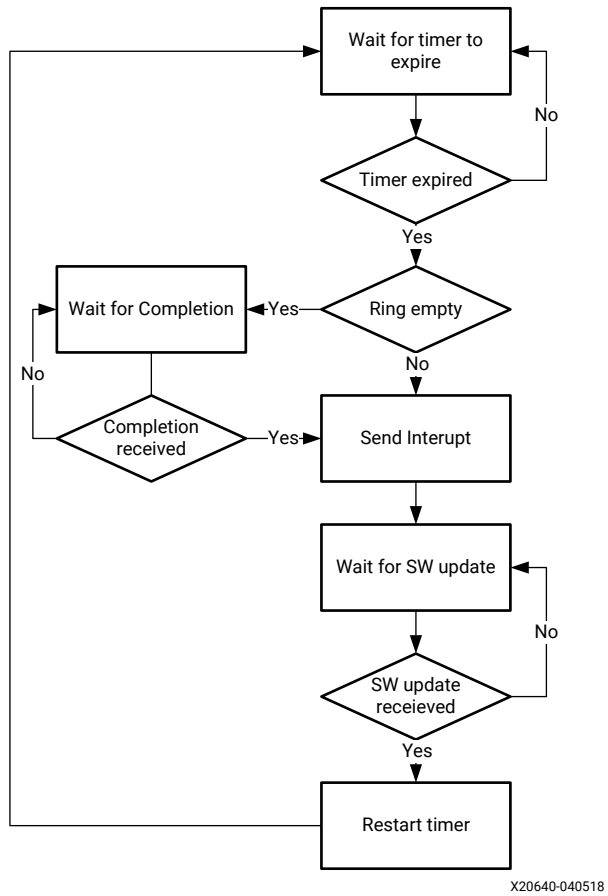 Wait for timer to
expire
No
Timer expired
Yes
Wait for Completion
Yes
Ring empty
No
No
Completion
received
Yes
Send Interupt
Wait for SW update
No
SW update
receieved
Yes
Restart timer
X20640-040518